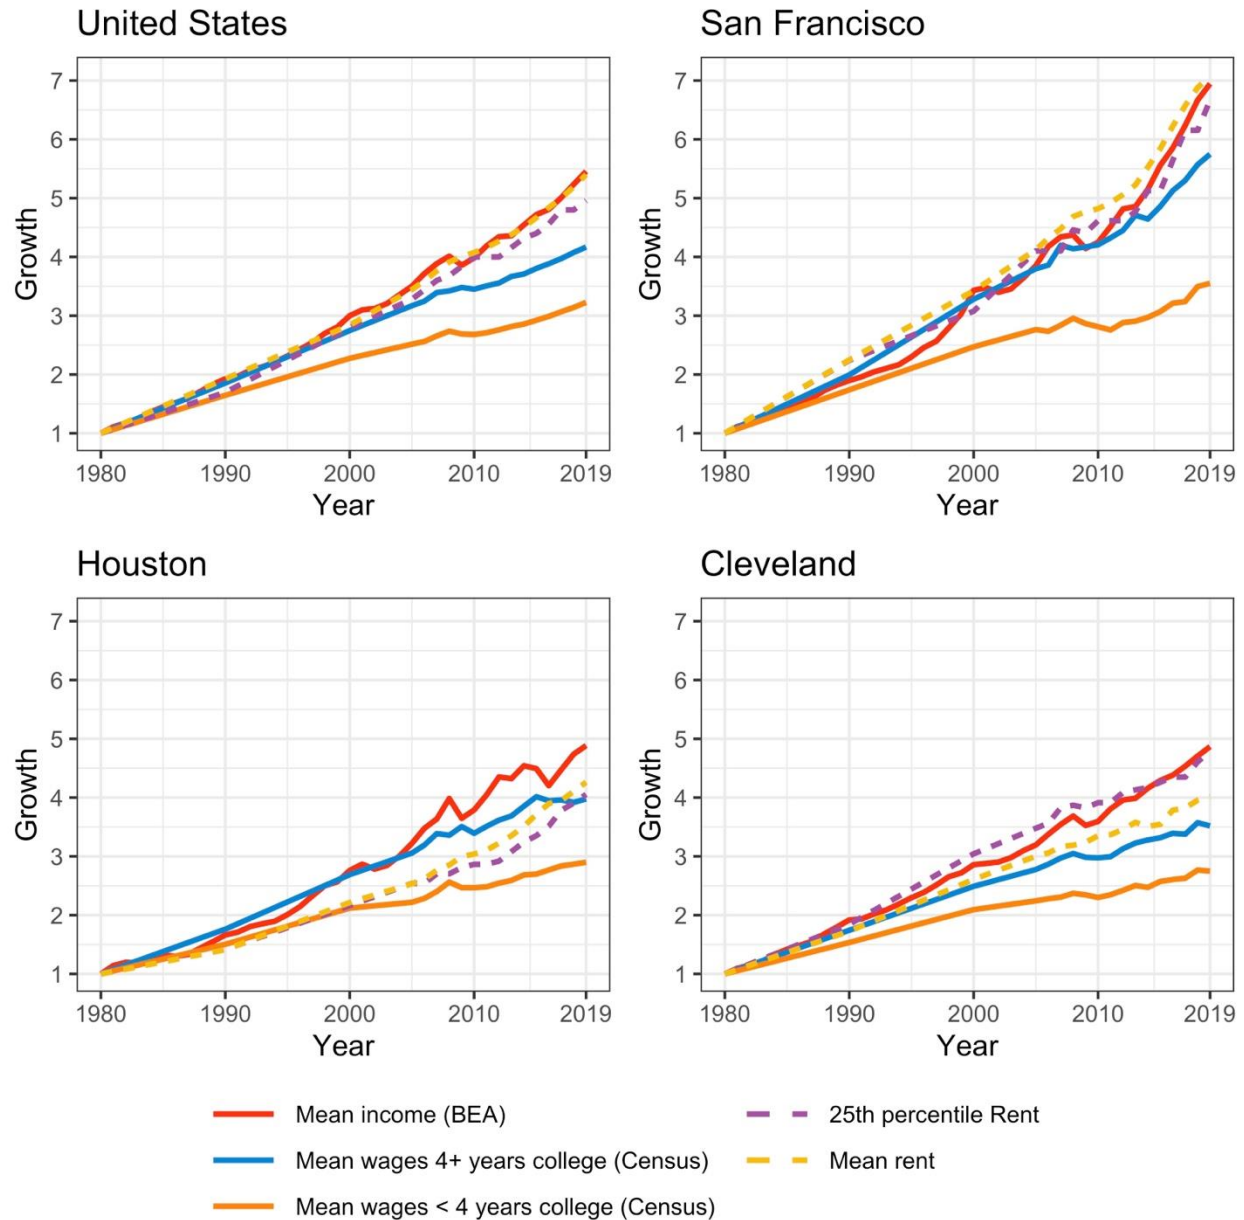 United States
7
6
5
4
3
2
1
Growth
1980 1990 2000 2010 2019
Year
San Francisco
7
6
5
4
3
2
1
Growth
1980 1990 2000 2010 2019
Year
Houston
7
6
5
4
3
2
1
Growth
1980 1990 2000 2010 2019
Year
Cleveland
7
6
5
4
3
2
1
Growth
1980 1990 2000 2010 2019
Year
Mean income (BEA)
Mean wages 4+ years college (Census)
Mean wages < 4 years college (Census)
25th percentile Rent
Mean rent